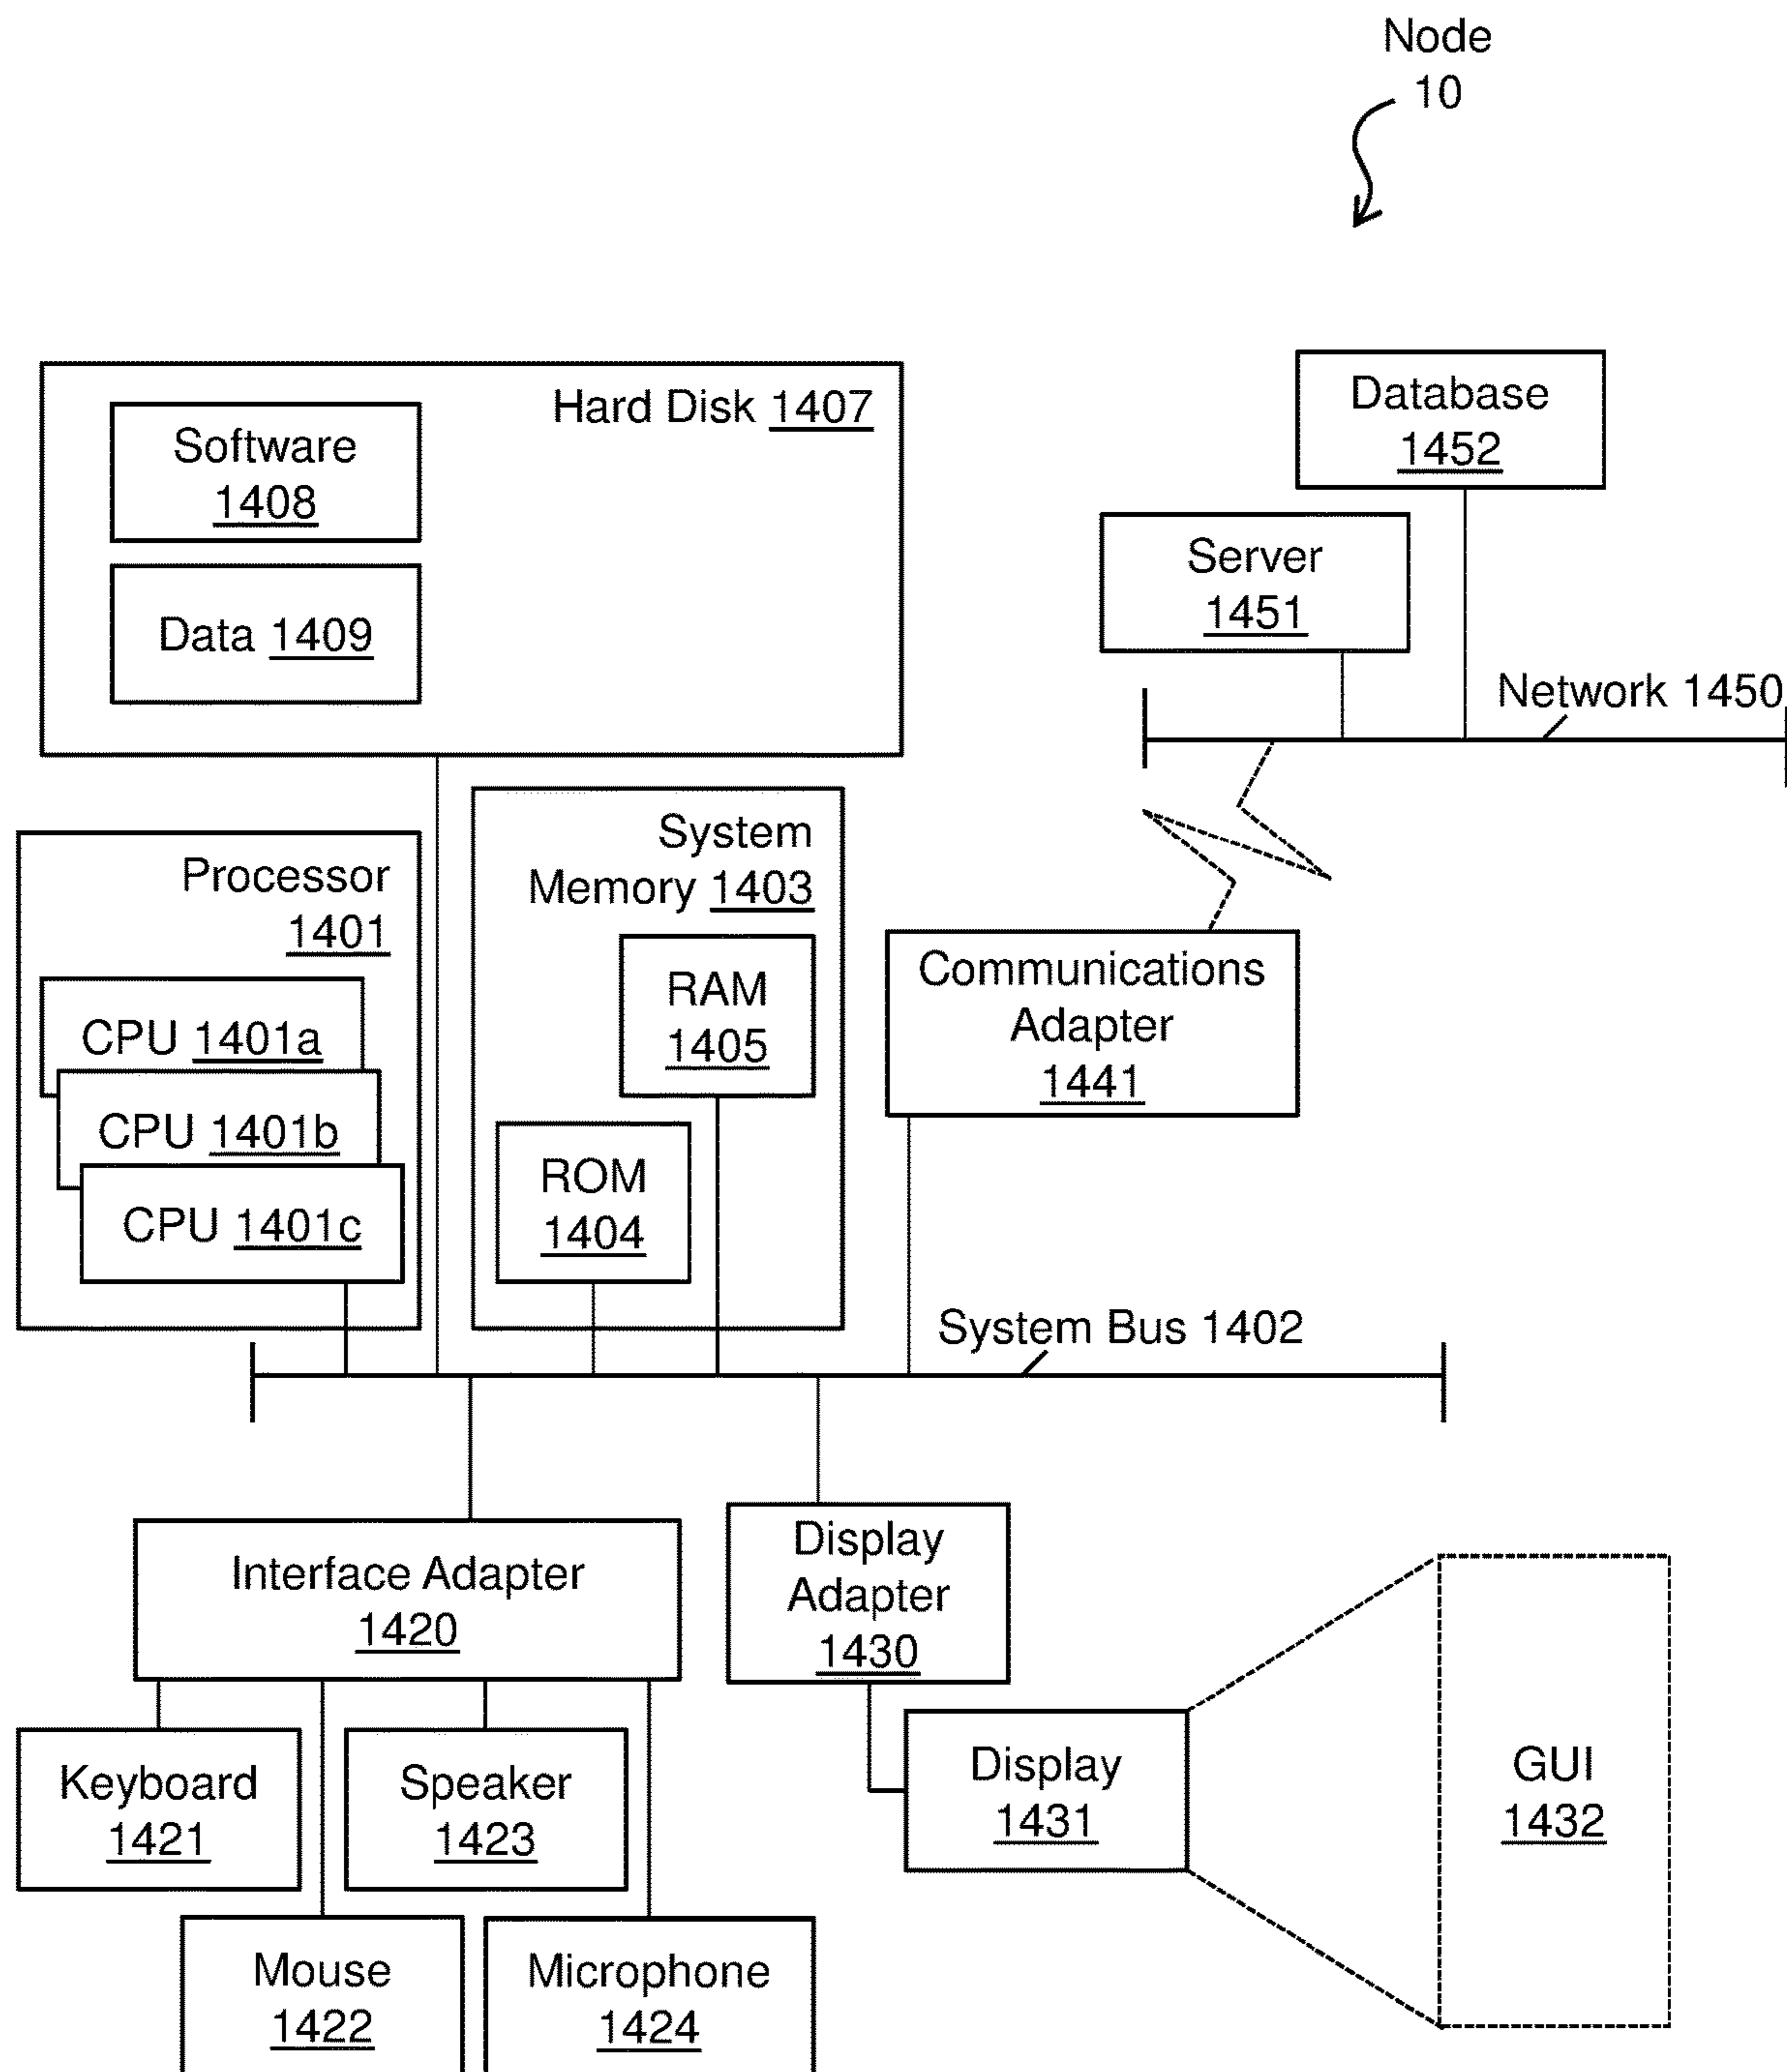 Node
10
Hard Disk 1407
Software
1408
Data 1409
Database
1452
Server
1451
Network 1450
Processor
1401
CPU 1401a
CPU 1401b
CPU 1401c
System
Memory 1403
RAM
1405
ROM
1404
Communications
Adapter
1441
System Bus 1402
Interface Adapter
1420
Display
Adapter
1430
Keyboard
1421
Speaker
1423
Display
1431
GUI
1432
Mouse
1422
Microphone
1424